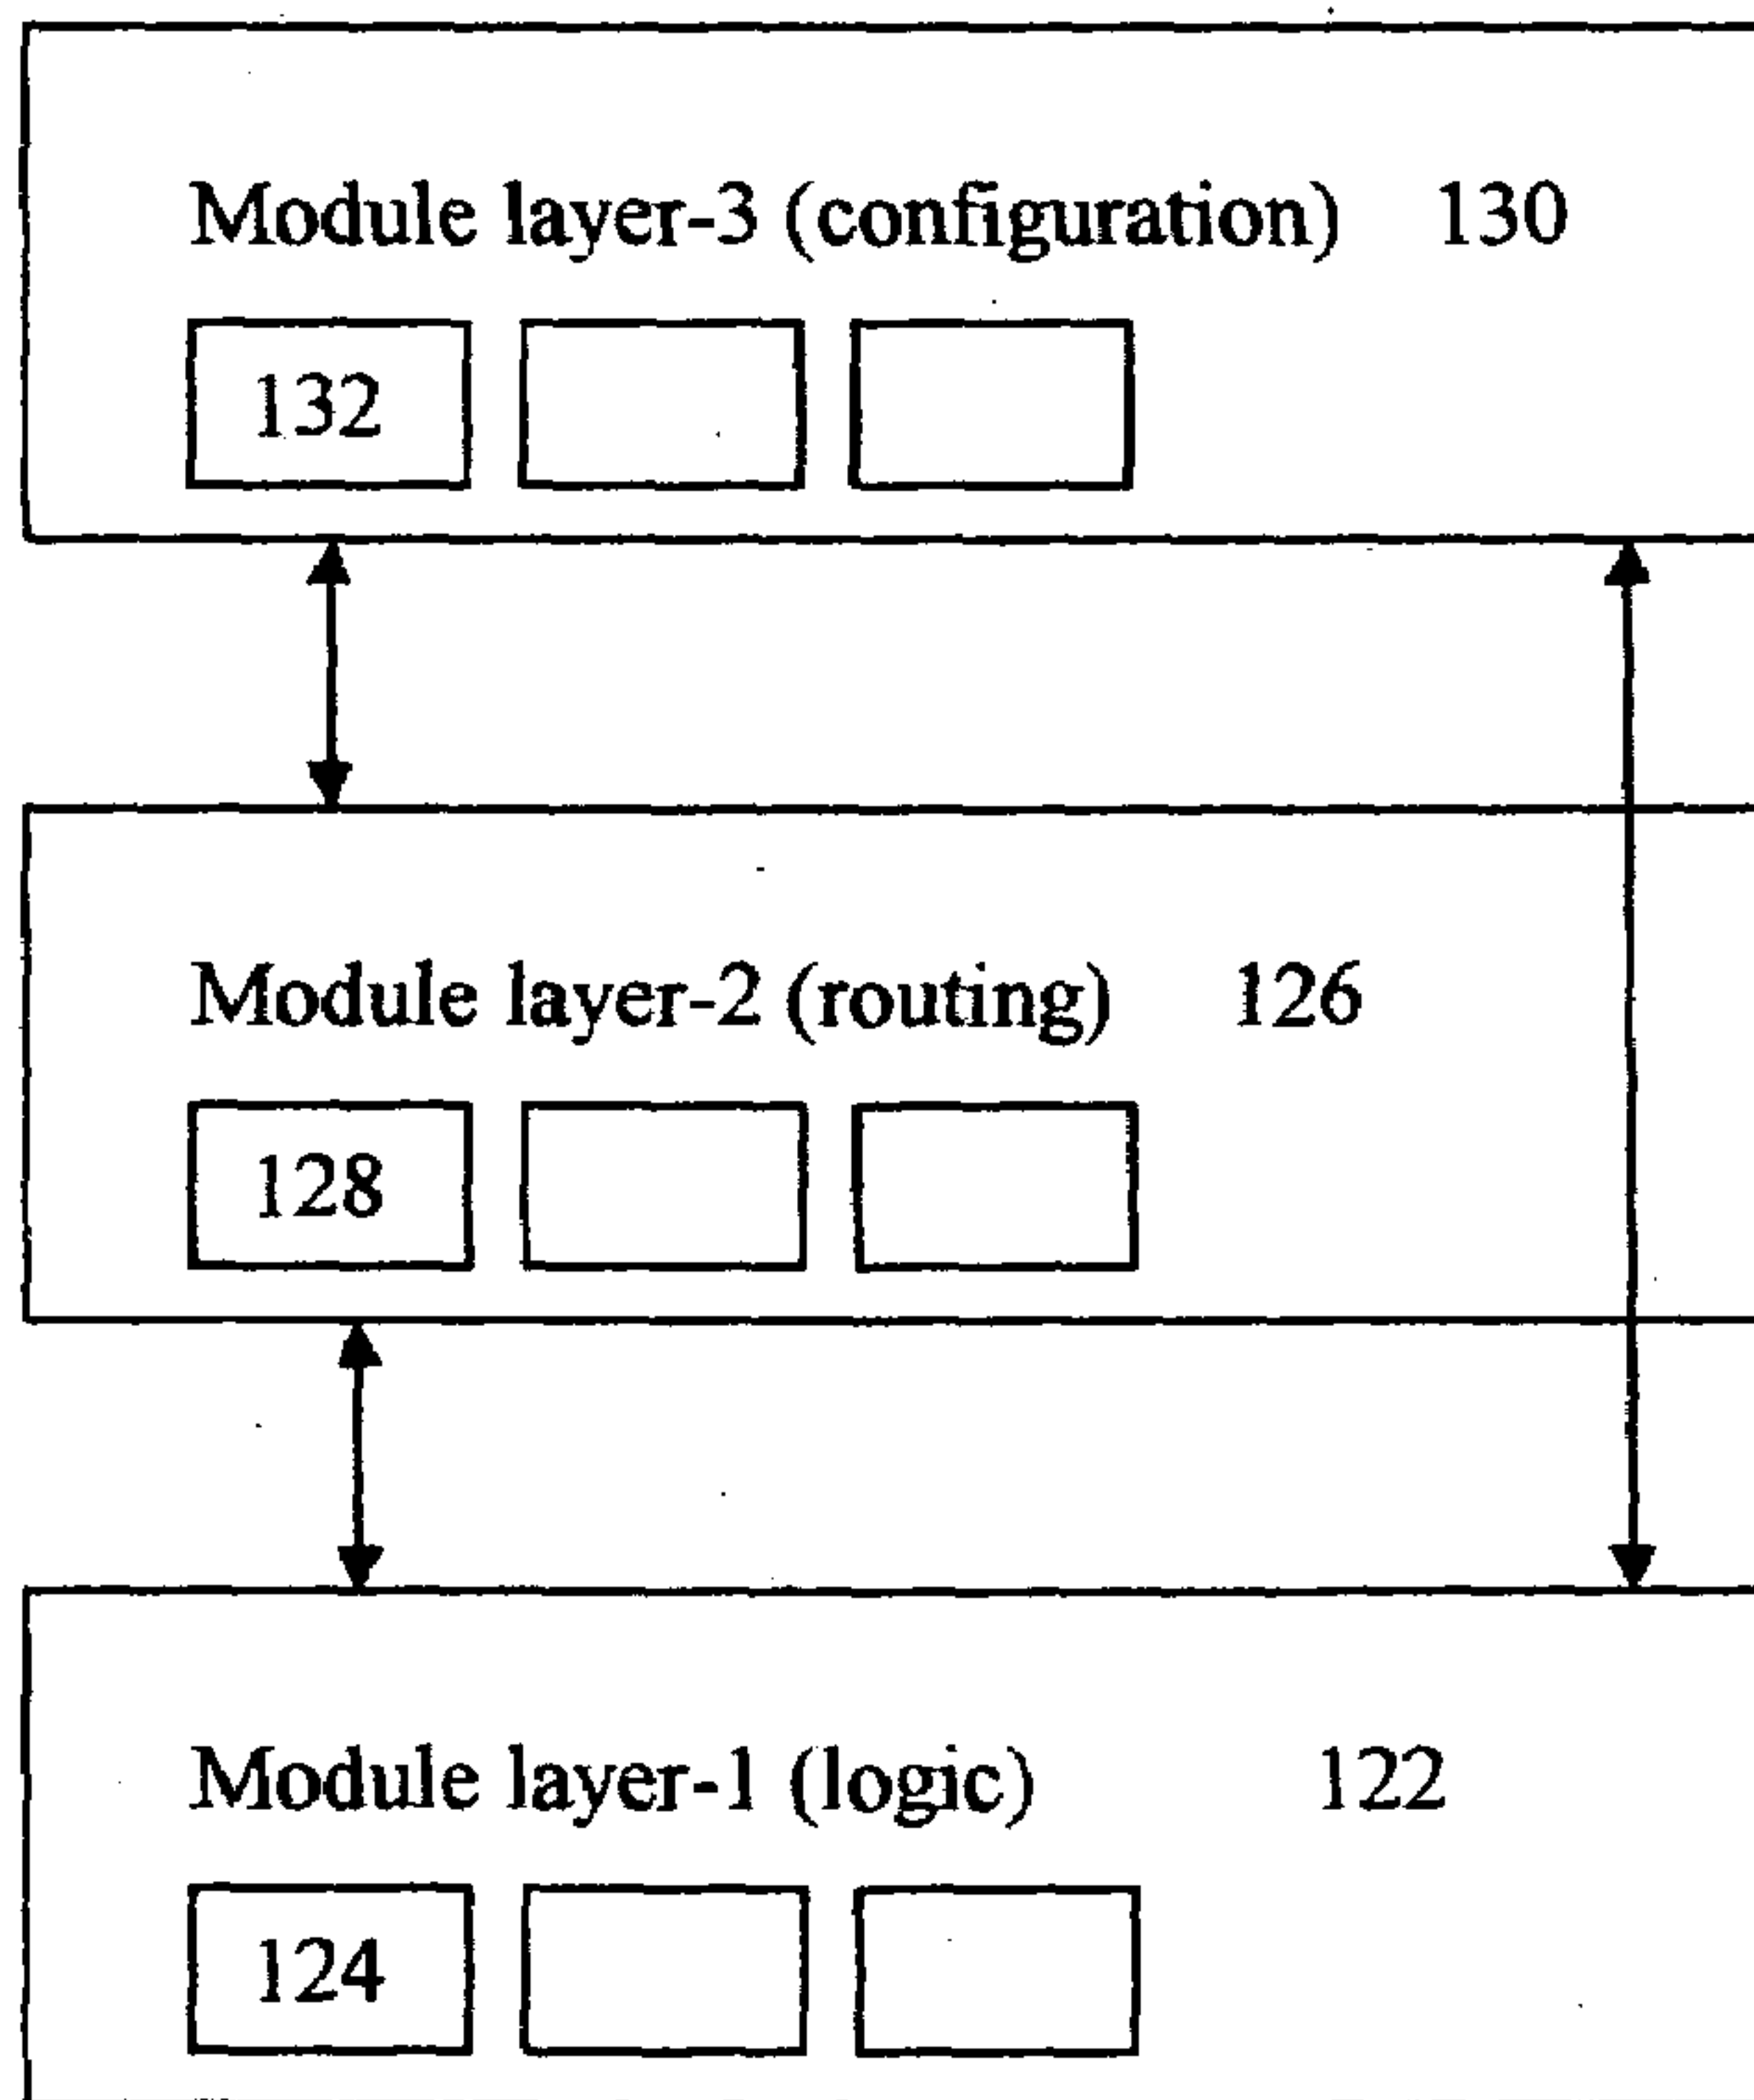 Module layer-3 (configuration) 130
132
Module layer-2 (routing) 126
128
Module layer-1 (logic) 122
124